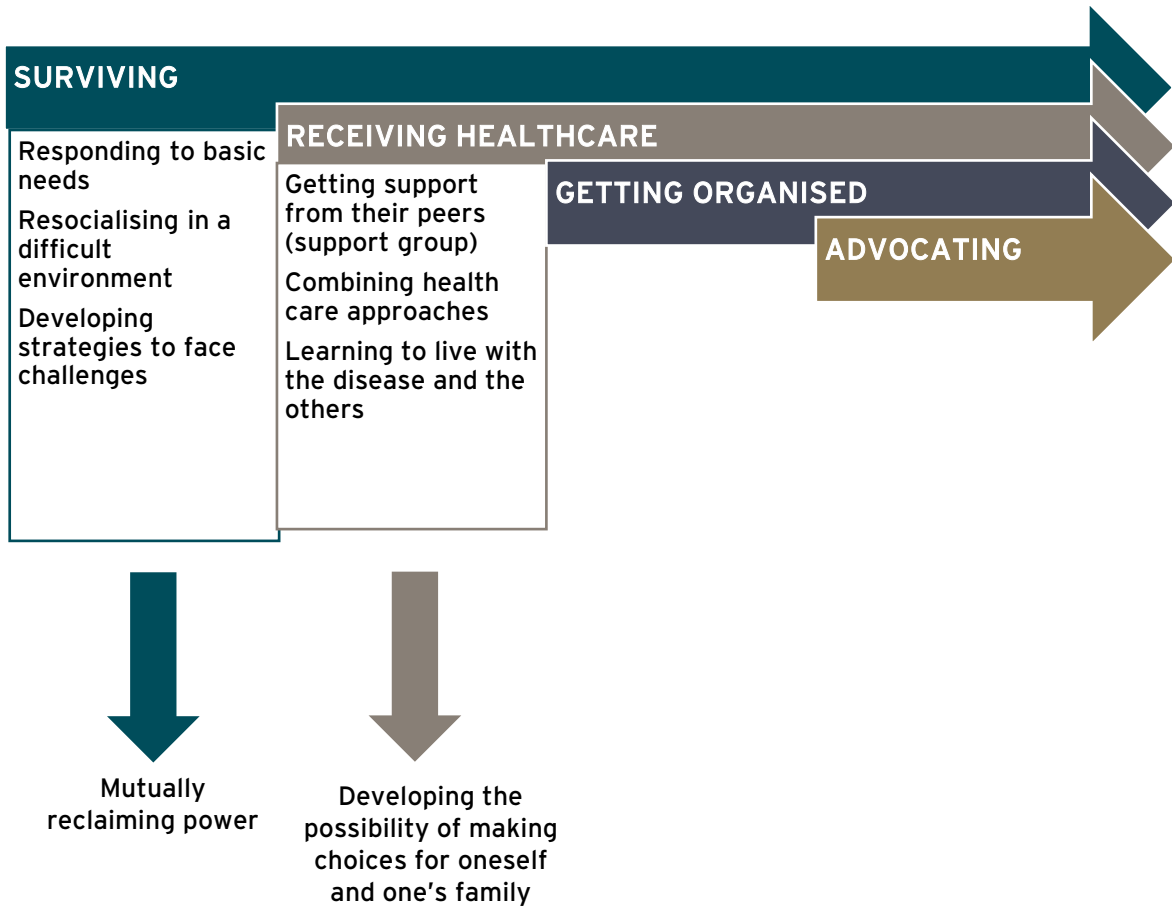 SURVIVING
Responding to basic
needs
Resocialising in a
difficult
environment
Developing
strategies to face
challenges
RECEIVING HEALTHCARE
Getting support
from their peers
(support group)
Combining health
care approaches
Learning to live with
the disease and the
others
GETTING ORGANISED
ADVOCATING
Mutually
reclaiming power
Developing the
possibility of making
choices for oneself
and one's family